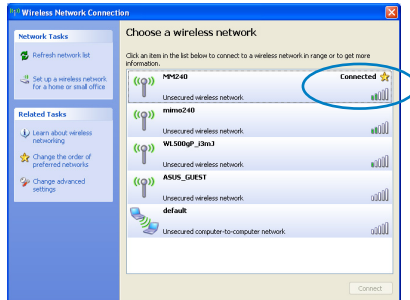 Wireless Network Connection
Network Tasks
Refresh network list
Set up a wireless network
for a home or small office
Related Tasks
Learn about wireless
networking
Change the order of
preferred networks
Change advanced
settings
Choose a wireless network
Click an item in the list below to connect to a wireless network in range or to get more
information.
MM240
Connected
Unsecured wireless network
mimo240
Unsecured wireless network
WL500gP_i3mJ
Unsecured wireless network
ASUS_GUEST
Unsecured wireless network
default
Unsecured computer-to-computer network
Connect